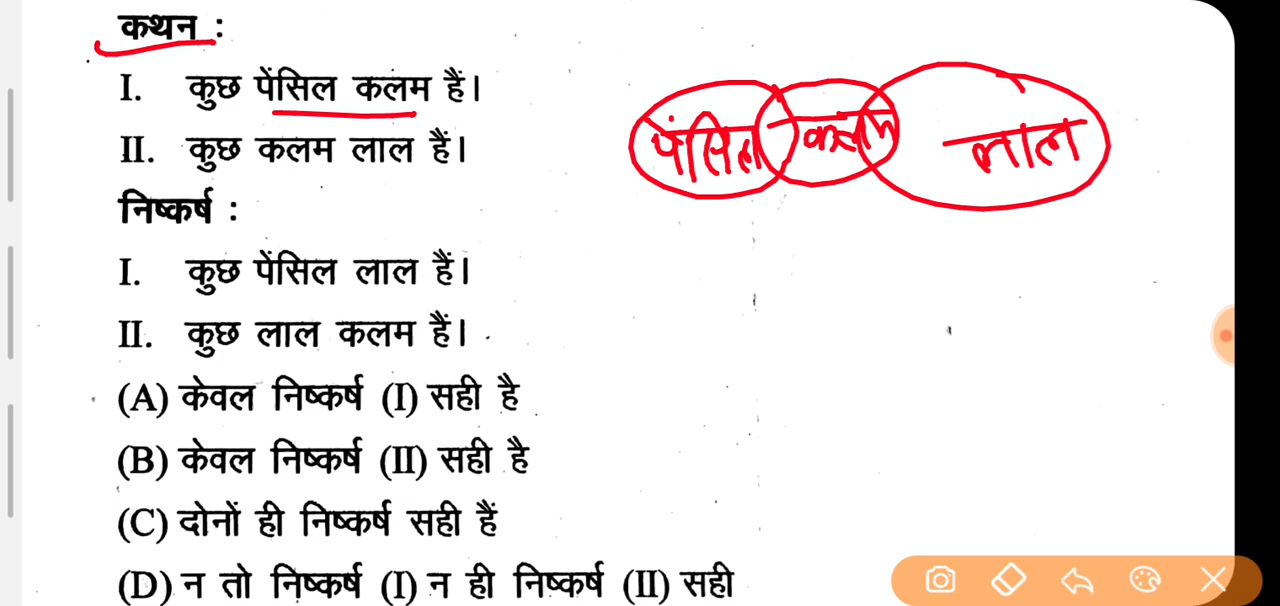 कथन :
I. कुछ पेंसिल कलम हैं।
पेंसिल कलम लाल
II. कुछ कलम लाल हैं।
निष्कर्ष :
I. कुछ पेंसिल लाल हैं।
II. कुछ लाल कलम हैं।
(A) केवल निष्कर्ष (I) सही है
(B) केवल निष्कर्ष (II) सही है
(C) दोनों ही निष्कर्ष सही हैं
(D) न तो निष्कर्ष (I) न ही निष्कर्ष (II) सही